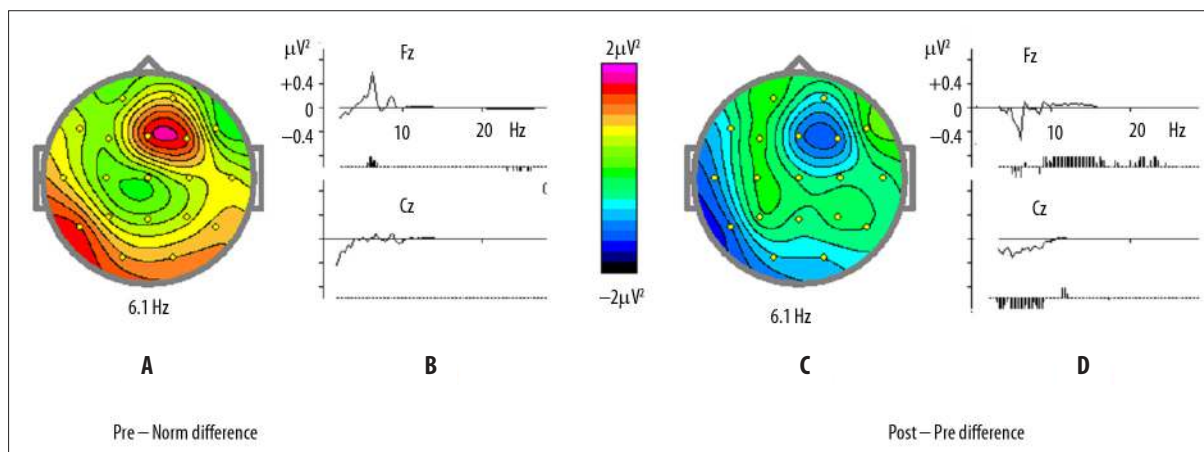 μV²
Fz
+0.4
0
−0.4
10
20
Hz
Cz
6.1 Hz
A
B
Pre – Norm difference
2μV²
−2μV²
μV²
Fz
+0.4
0
−0.4
10
20
Hz
Cz
6.1 Hz
C
D
Post – Pre difference